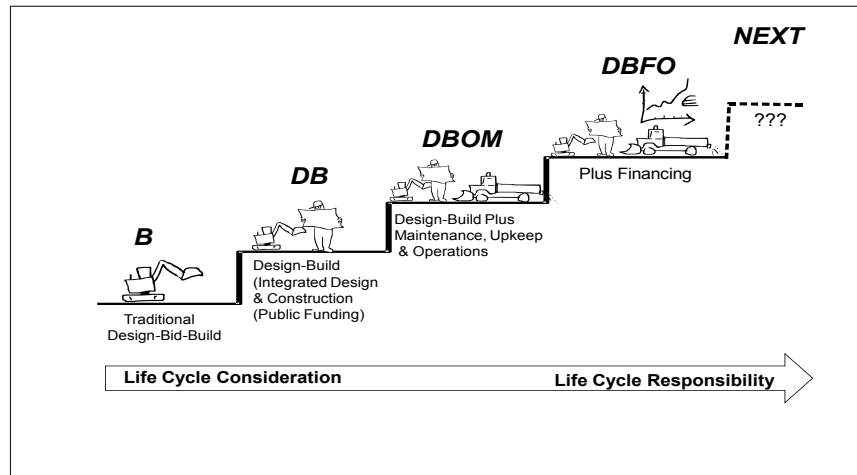 NEXT
DBFO
???
DBOM
Plus Financing
DB
Design-Build Plus
Maintenance, Upkeep
& Operations
B
Design-Build
(Integrated Design
& Construction
(Public Funding)
Traditional
Design-Bid-Build
Life Cycle Consideration
Life Cycle Responsibility